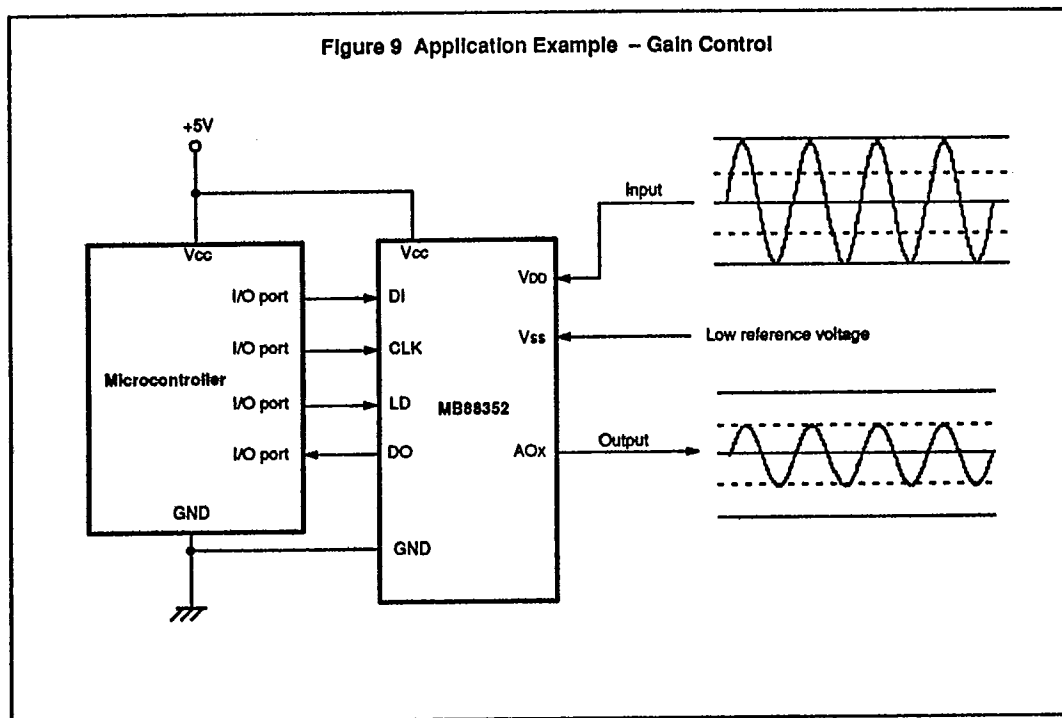 Figure 9 Application Example – Gain Control
+5V
Input
Vcc
Vcc
VDD
I/O port
DI
Vss
Low reference voltage
I/O port
CLK
Microcontroller
I/O port
LD
MB88352
I/O port
DO
AOx
Output
GND
GND